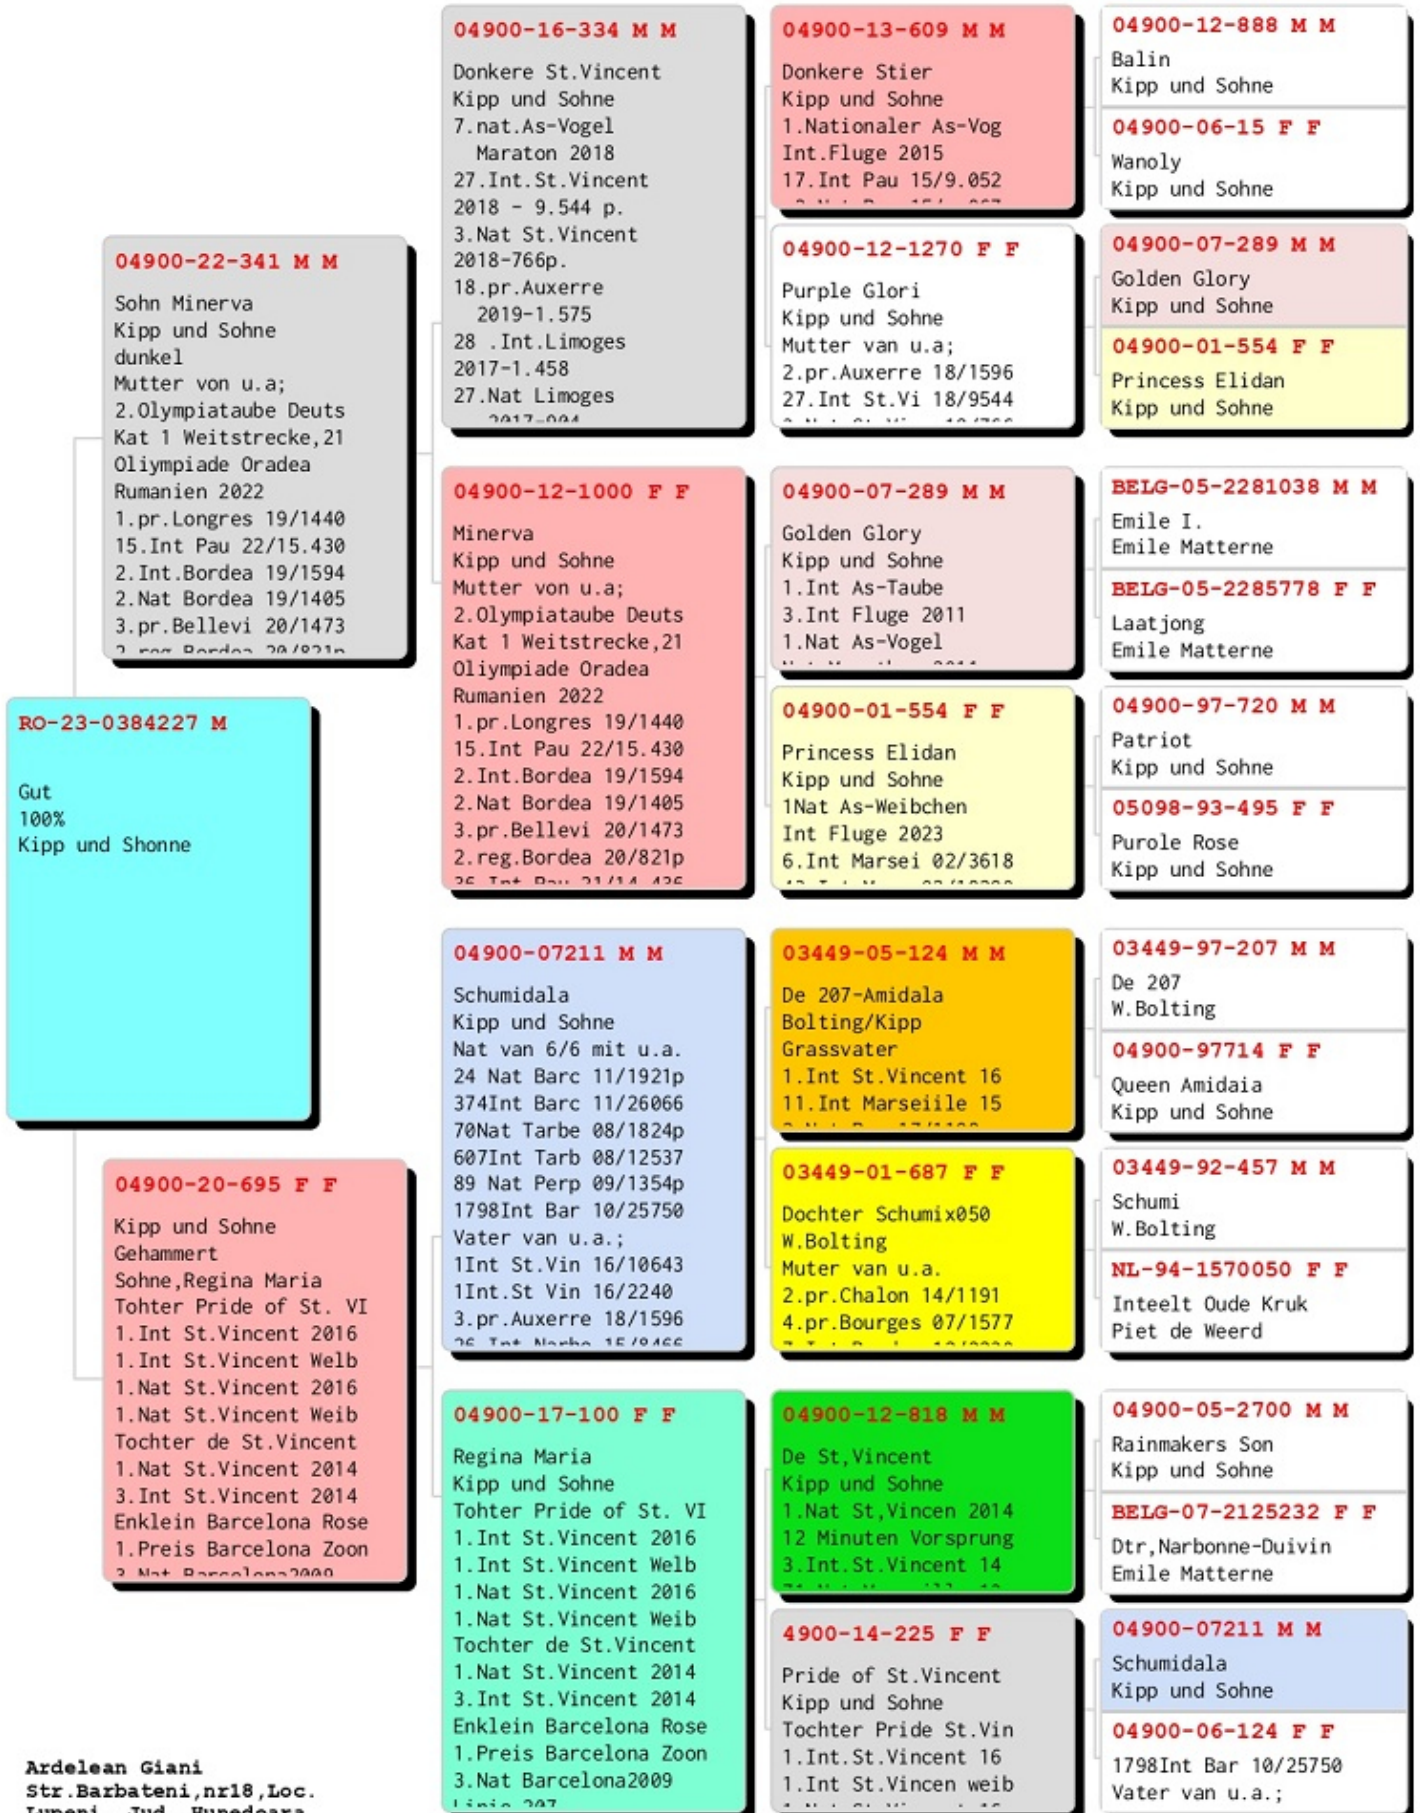 RO-23-0384227 M
Gut
100%
Kipp und Shonne
04900-22-341 M M
Sohn Minerva
Kipp und Sohne
dunkel
Mutter von u.a;
2.Olympiataube Deuts
Kat 1 Weitstrecke,21
Oliympiade Oradea
Rumanien 2022
1.pr.Longres 19/1440
15.Int Pau 22/15.430
2.Int.Bordea 19/1594
2.Nat Bordea 19/1405
3.pr.Bellevi 20/1473
2.reg.Bordea 20/821p
04900-20-695 F F
Kipp und Sohne
Gehammert
Sohne,Regina Maria
Tohter Pride of St. VI
1.Int St.Vincent 2016
1.Int St.Vincent Welb
1.Nat St.Vincent 2016
1.Nat St.Vincent Weib
Tochter de St.Vincent
1.Nat St.Vincent 2014
3.Int St.Vincent 2014
Enklein Barcelona Rose
1.Preis Barcelona Zoon
3.Nat Barcelona2009
04900-16-334 M M
Donkere St.Vincent
Kipp und Sohne
7.nat.As-Vogel
Maraton 2018
27.Int.St.Vincent
2018 - 9.544 p.
3.Nat St.Vincent
2018-766p.
18.pr.Auxerre
2019-1.575
28 .Int.Limoges
2017-1.458
27.Nat Limoges
2017-904
04900-12-1000 F F
Minerva
Kipp und Sohne
Mutter von u.a;
2.Olympiataube Deuts
Kat 1 Weitstrecke,21
Oliympiade Oradea
Rumanien 2022
1.pr.Longres 19/1440
15.Int Pau 22/15.430
2.Int.Bordea 19/1594
2.Nat Bordea 19/1405
3.pr.Bellevi 20/1473
2.reg.Bordea 20/821p
36 Int Pau 21/14.436
04900-07211 M M
Schumidala
Kipp und Sohne
Nat van 6/6 mit u.a.
24 Nat Barc 11/1921p
374Int Barc 11/26066
70Nat Tarbe 08/1824p
607Int Tarb 08/12537
89 Nat Perp 09/1354p
1798Int Bar 10/25750
Vater van u.a.;
1Int St.Vin 16/10643
1Int.St Vin 16/2240
3.pr.Auxerre 18/1596
26 Int Narbo 15/8466
04900-17-100 F F
Regina Maria
Kipp und Sohne
Tohter Pride of St. VI
1.Int St.Vincent 2016
1.Int St.Vincent Welb
1.Nat St.Vincent 2016
1.Nat St.Vincent Weib
Tochter de St.Vincent
1.Nat St.Vincent 2014
3.Int St.Vincent 2014
Enklein Barcelona Rose
1.Preis Barcelona Zoon
3.Nat Barcelona2009
Linie 207
04900-13-609 M M
Donkere Stier
Kipp und Sohne
1.Nationaler As-Vog
Int.Fluge 2015
17.Int Pau 15/9.052
04900-12-1270 F F
Purple Glori
Kipp und Sohne
Mutter van u.a;
2.pr.Auxerre 18/1596
27.Int St.Vi 18/9544
04900-07-289 M M
Golden Glory
Kipp und Sohne
1.Int As-Taube
3.Int Fluge 2011
1.Nat As-Vogel
04900-01-554 F F
Princess Elidan
Kipp und Sohne
1Nat As-Weibchen
Int Fluge 2023
6.Int Marsei 02/3618
03449-05-124 M M
De 207-Amidala
Bolting/Kipp
Grassvater
1.Int St.Vincent 16
11.Int Marseiile 15
03449-01-687 F F
Dochter Schumix050
W.Bolting
Muter van u.a.
2.pr.Chalon 14/1191
4.pr.Bourges 07/1577
04900-12-818 M M
De St,Vincent
Kipp und Sohne
1.Nat St,Vincen 2014
12 Minuten Vorsprung
3.Int.St.Vincent 14
4900-14-225 F F
Pride of St.Vincent
Kipp und Sohne
Tochter Pride St.Vin
1.Int.St.Vincent 16
1.Int St.Vincen weib
04900-12-888 M M
Balin
Kipp und Sohne
04900-06-15 F F
Wanoly
Kipp und Sohne
04900-07-289 M M
Golden Glory
Kipp und Sohne
04900-01-554 F F
Princess Elidan
Kipp und Sohne
BELG-05-2281038 M M
Emile I.
Emile Matterne
BELG-05-2285778 F F
Laatjong
Emile Matterne
04900-97-720 M M
Patriot
Kipp und Sohne
05098-93-495 F F
Purole Rose
Kipp und Sohne
03449-97-207 M M
De 207
W.Bolting
04900-97714 F F
Queen Amidaia
Kipp und Sohne
03449-92-457 M M
Schumi
W.Bolting
NL-94-1570050 F F
Inteelt Oude Kruk
Piet de Weerd
04900-05-2700 M M
Rainmakers Son
Kipp und Sohne
BELG-07-2125232 F F
Dtr,Narbonne-Duivin
Emile Matterne
04900-07211 M M
Schumidala
Kipp und Sohne
04900-06-124 F F
1798Int Bar 10/25750
Vater van u.a.;
Ardelean Giani
Str.Barbateni,nr18,Loc.
Lupeni, Jud. Hunedoara